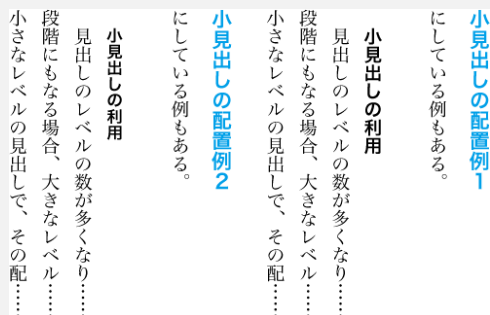 小見出しの配置例1
にしている例もある。
小見出しの利用
見出しのレベルの数が多くなり……
段階にもなる場合、大きなレベル……
小さなレベルの見出しで、その配……
小見出しの配置例2
にしている例もある。
小見出しの利用
見出しのレベルの数が多くなり……
段階にもなる場合、大きなレベル……
小さなレベルの見出しで、その配……